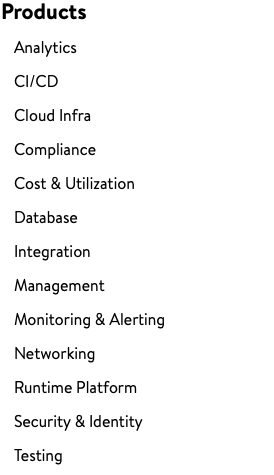 Products
Analytics
CI/CD
Cloud Infra
Compliance
Cost & Utilization
Database
Integration
Management
Monitoring & Alerting
Networking
Runtime Platform
Security & Identity
Testing